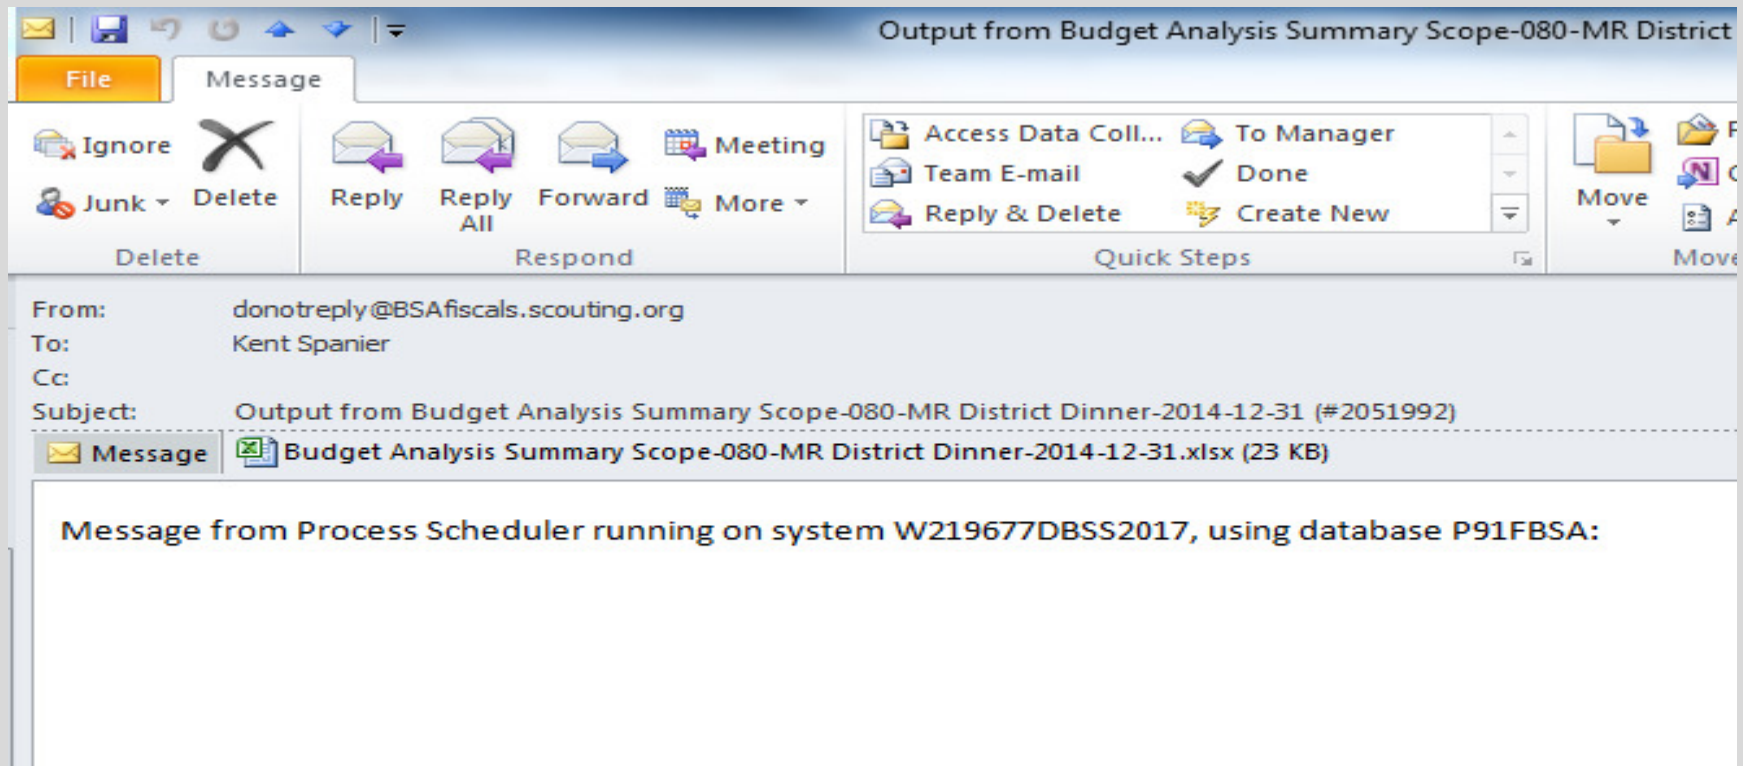 Output from Budget Analysis Summary Scope-080-MR District
File Message
Ignore
Junk
Delete
Reply
Reply All
Forward
Meeting
More
Access Data Coll... To Manager
Team E-mail Done
Reply & Delete Create New
Move
Delete Respond Quick Steps Move
From: donotreply@BSAfiscals.scouting.org
To: Kent Spanier
Cc:
Subject: Output from Budget Analysis Summary Scope-080-MR District Dinner-2014-12-31 (#2051992)
Message Budget Analysis Summary Scope-080-MR District Dinner-2014-12-31.xlsx (23 KB)
Message from Process Scheduler running on system W219677DBSS2017, using database P91FBSA: